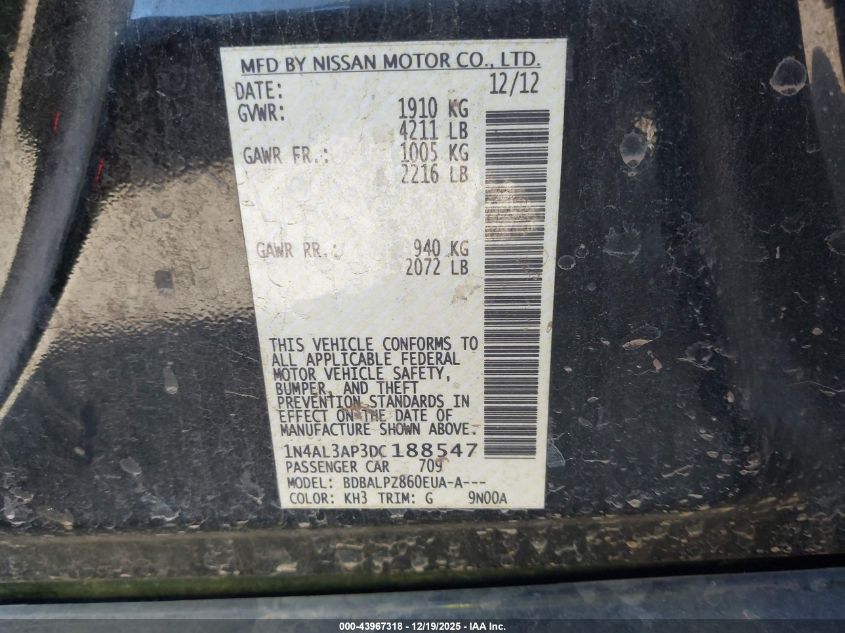 MFD BY NISSAN MOTOR CO., LTD.
DATE: 12/12
GVWR: 1910 KG
4211 LB
GAWR FR.: 1005 KG
2216 LB
GAWR RR.: 940 KG
2072 LB
THIS VEHICLE CONFORMS TO
ALL APPLICABLE FEDERAL
MOTOR VEHICLE SAFETY,
BUMPER, AND THEFT
PREVENTION STANDARDS IN
EFFECT ON THE DATE OF
MANUFACTURE SHOWN ABOVE.
1N4AL3AP3DC188547
PASSENGER CAR 709
MODEL: BDBALPZ860EUA-A---
COLOR: KH3 TRIM: G 9N00A
000-43967318 - 12/19/2025 - IAA Inc.